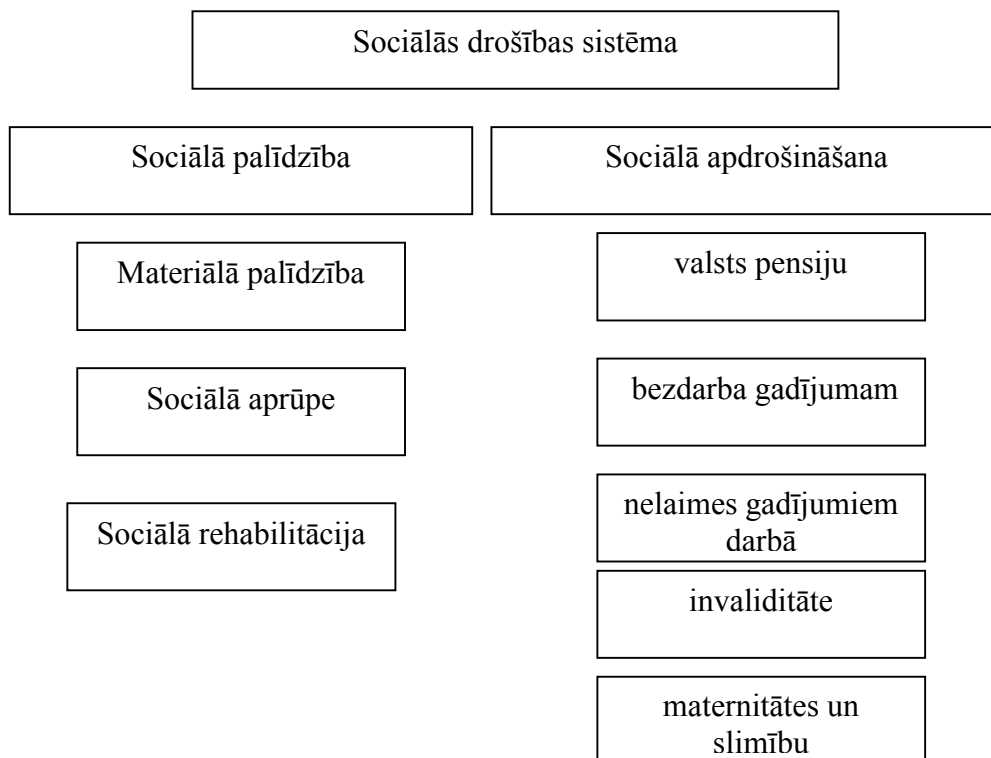 Sociālās drošības sistēma
Sociālā palīdzība
Sociālā apdrošināšana
Materiālā palīdzība
Sociālā aprūpe
Sociālā rehabilitācija
valsts pensiju
bezdarba gadījumam
nelaimes gadījumiem
darbā
invaliditāte
maternitātes un
slimību